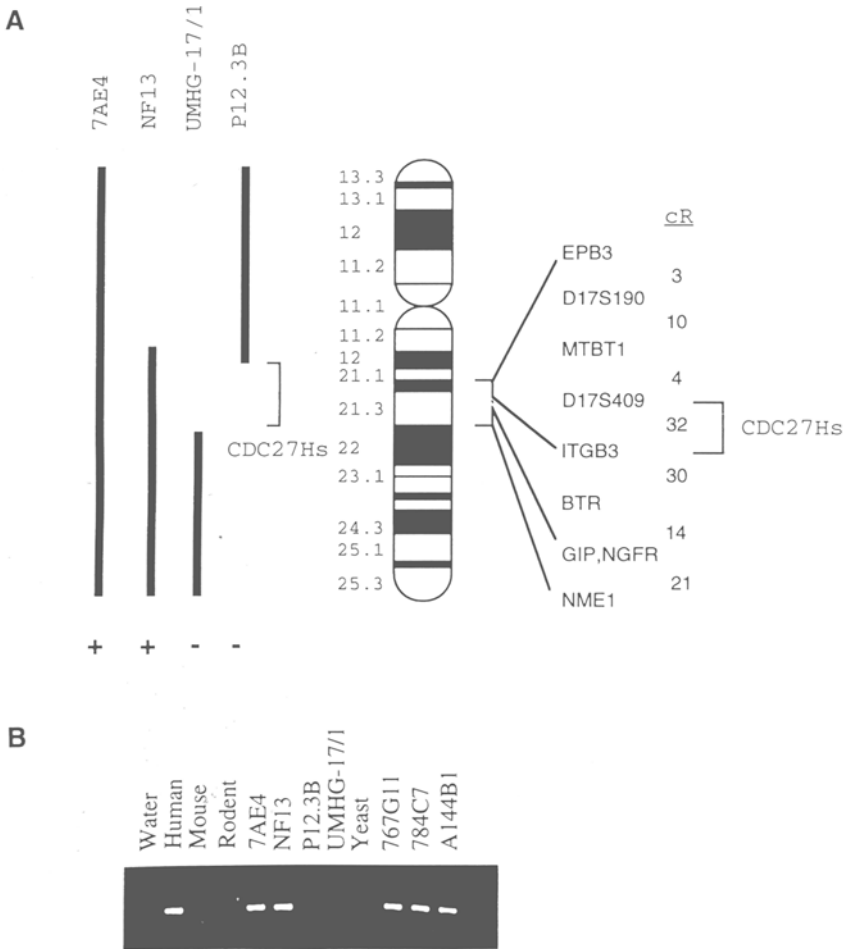 A
7AE4
NF13
UMHG-17/1
P12.3B
13.3
13.1
12
11.2
11.1
11.2
12
21.1
21.3
22
23.1
24.3
25.1
25.3
CDC27Hs
cR
EPB3
3
D17S190
10
MTBT1
4
D17S409
32
CDC27Hs
ITGB3
30
BTR
14
GIP,NGFR
21
NME1
+ + - -
B
Water
Human
Mouse
Rodent
7AE4
NF13
P12.3B
UMHG-17/1
Yeast
767G11
784C7
A144B1